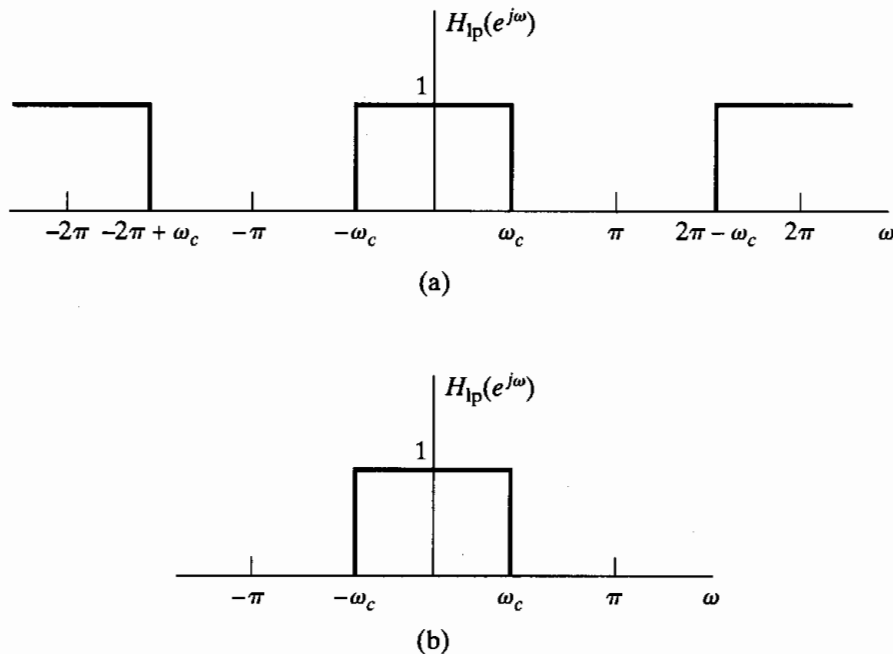 H_lp(e^{jω})
1
−2π −2π + ω_c −π −ω_c ω_c π 2π − ω_c 2π ω
(a)
H_lp(e^{jω})
1
−π −ω_c ω_c π ω
(b)